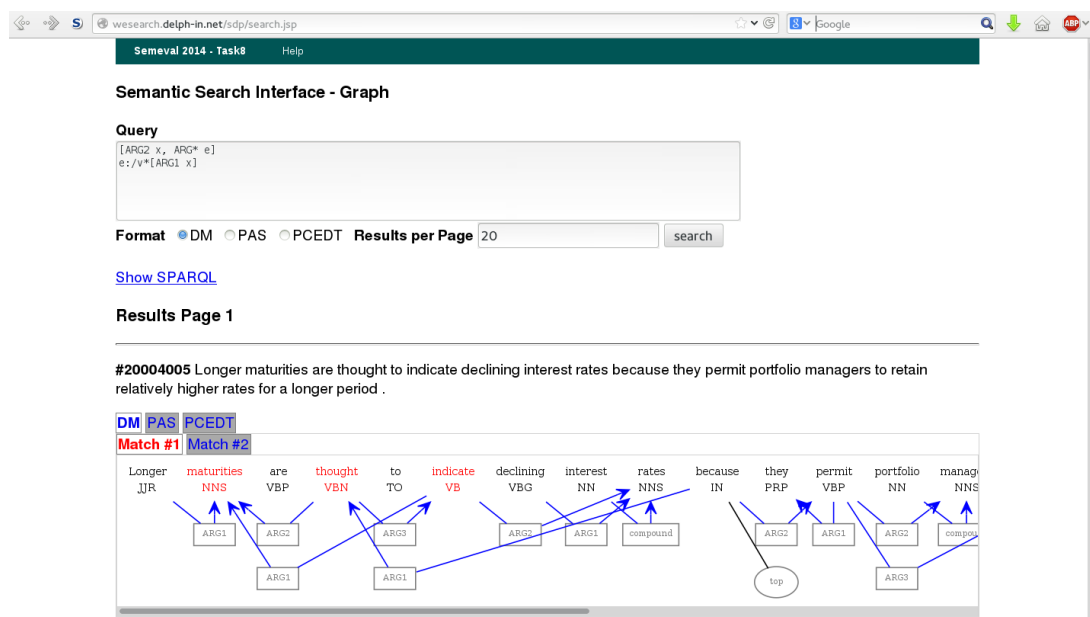 wesearch.delph-in.net/sdp/search.jsp
Google
ABP
Semeval 2014 - Task8 Help
Semantic Search Interface - Graph
Query
[ARG2 x, ARG* e]
e:/v*[ARG1 x]
Format DM PAS PCEDT Results per Page 20 search
Show SPARQL
Results Page 1
#20004005 Longer maturities are thought to indicate declining interest rates because they permit portfolio managers to retain
relatively higher rates for a longer period .
DM PAS PCEDT
Match #1 Match #2
Longer maturities are thought to indicate declining interest rates because they permit portfolio manag
JJR NNS VBP VBN TO VB VBG NN NNS IN PRP VBP NN NNS
ARG1 ARG2 ARG3 ARG2 ARG1 compound ARG2 ARG1 ARG2 compou
ARG1 ARG1 top ARG3